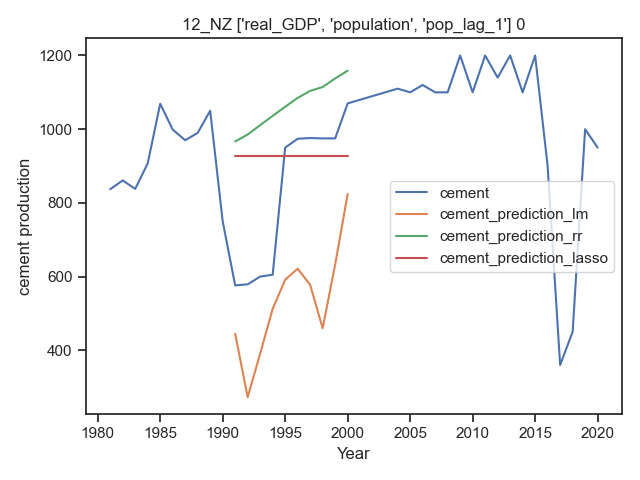 12_NZ ['real_GDP', 'population', 'pop_lag_1'] 0
1200
1000
800
600
400
cement production
cement
cement_prediction_lm
cement_prediction_rr
cement_prediction_lasso
1980 1985 1990 1995 2000 2005 2010 2015 2020
Year